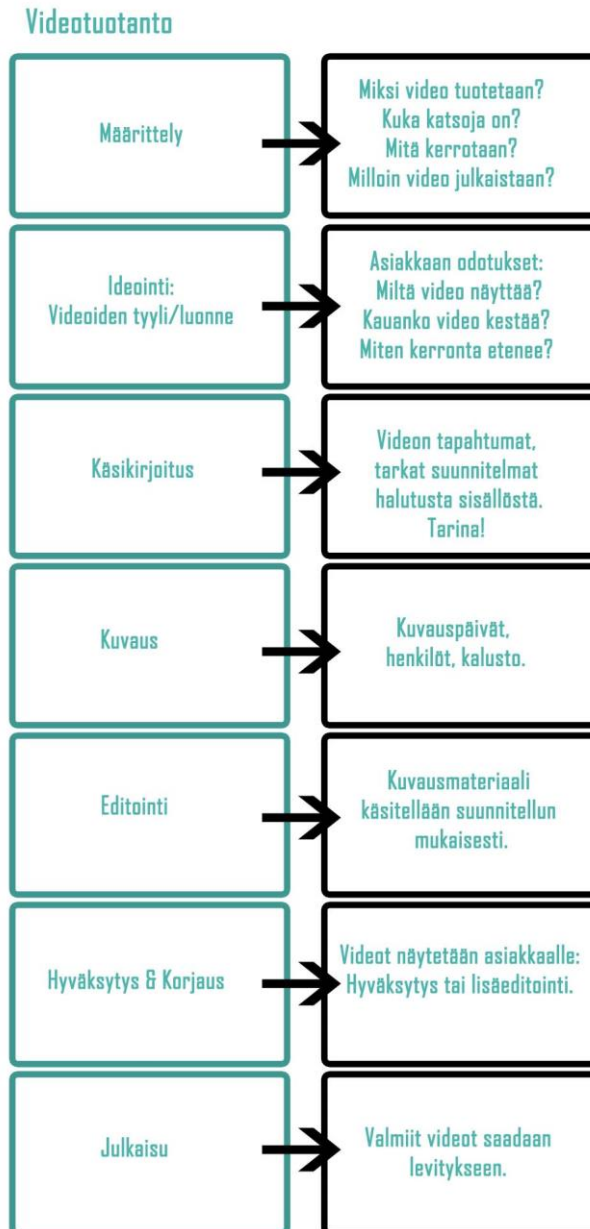 Videotuotanto
Määrittely
Miksi video tuotetaan?
Kuka katsoja on?
Mitä kerrotaan?
Milloin video julkaistaan?
Ideointi:
Videoiden tyyli/luonne
Asiakkaan odotukset:
Miltä video näyttää?
Kauanko video kestää?
Miten kerronta etenee?
Käsikirjoitus
Videon tapahtumat,
tarkat suunnitelmat
halutusta sisällöstä.
Tarina!
Kuvaus
Kuvauspäivät,
henkilöt, kalusto.
Editointi
Kuvausmateriaali
käsitellään suunnitellun
mukaisesti.
Hyväksytys & Korjaus
Videot näytetään asiakkaalle:
Hyväksytys tai lisäeditointi.
Julkaisu
Valmiit videot saadaan
levitykseen.